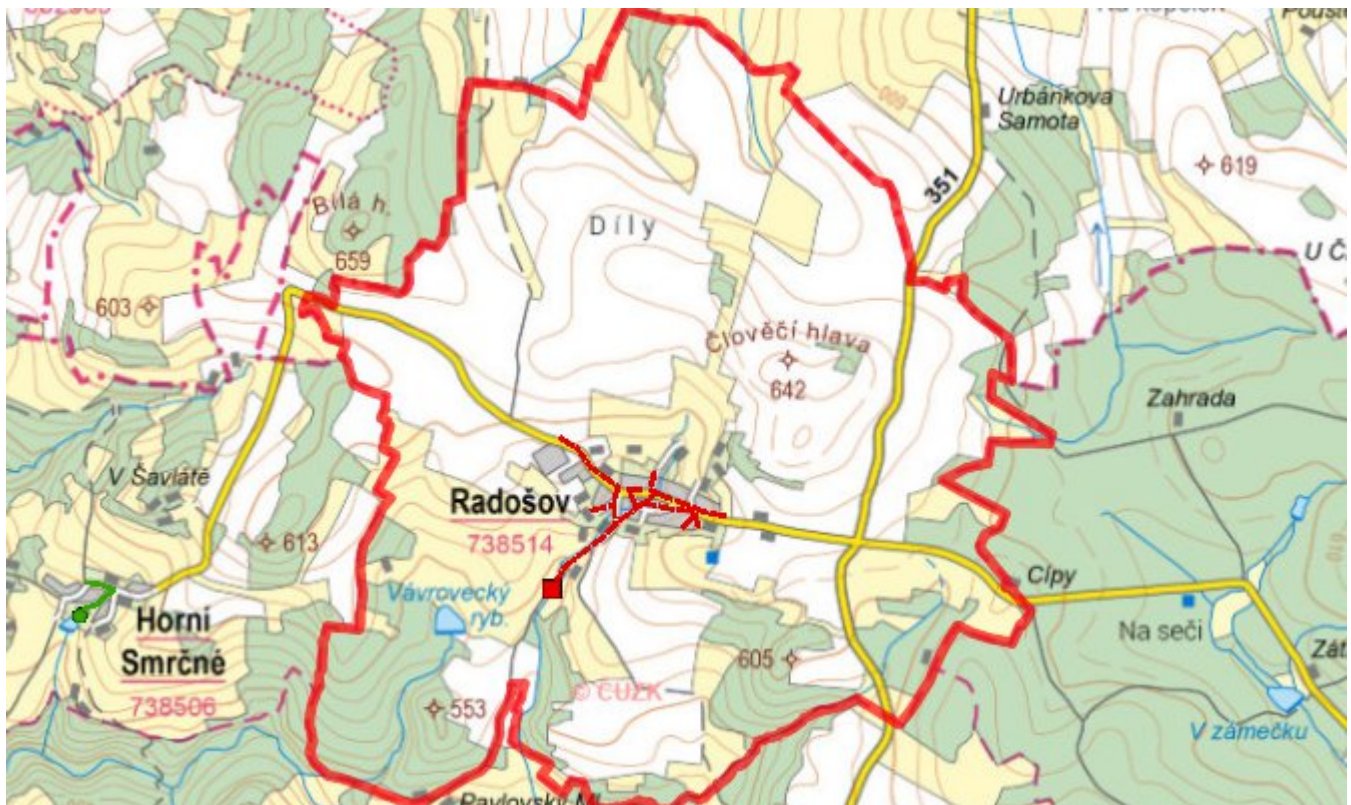 Urbánkova
Samota
351
619
Bílá h.
659
Díly
603
Člověčí hlava
642
Zahrada
V Šavlatě
Radošov
738514
613
Cípy
Vávrovecký
ryb.
Na seči
Horní
Smrčné
738506
605
© ČÚZK
553
V zámečku